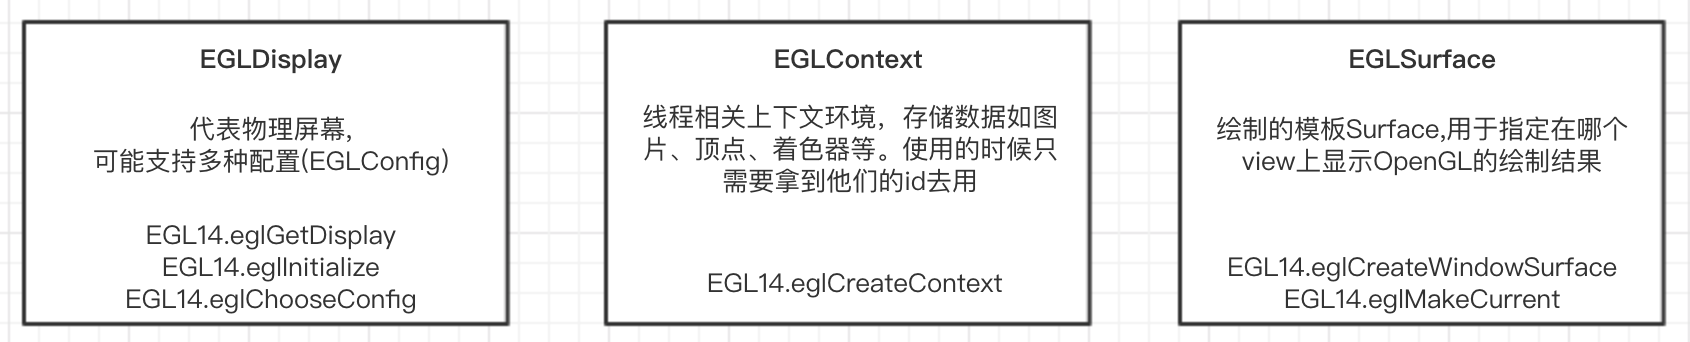 EGLDisplay
代表物理屏幕,
可能支持多种配置(EGLConfig)
EGL14.eglGetDisplay
EGL14.eglInitialize
EGL14.eglChooseConfig
EGLContext
线程相关上下文环境，存储数据如图
片、顶点、着色器等。使用的时候只
需要拿到他们的id去用
EGL14.eglCreateContext
EGLSurface
绘制的模板Surface,用于指定在哪个
view上显示OpenGL的绘制结果
EGL14.eglCreateWindowSurface
EGL14.eglMakeCurrent